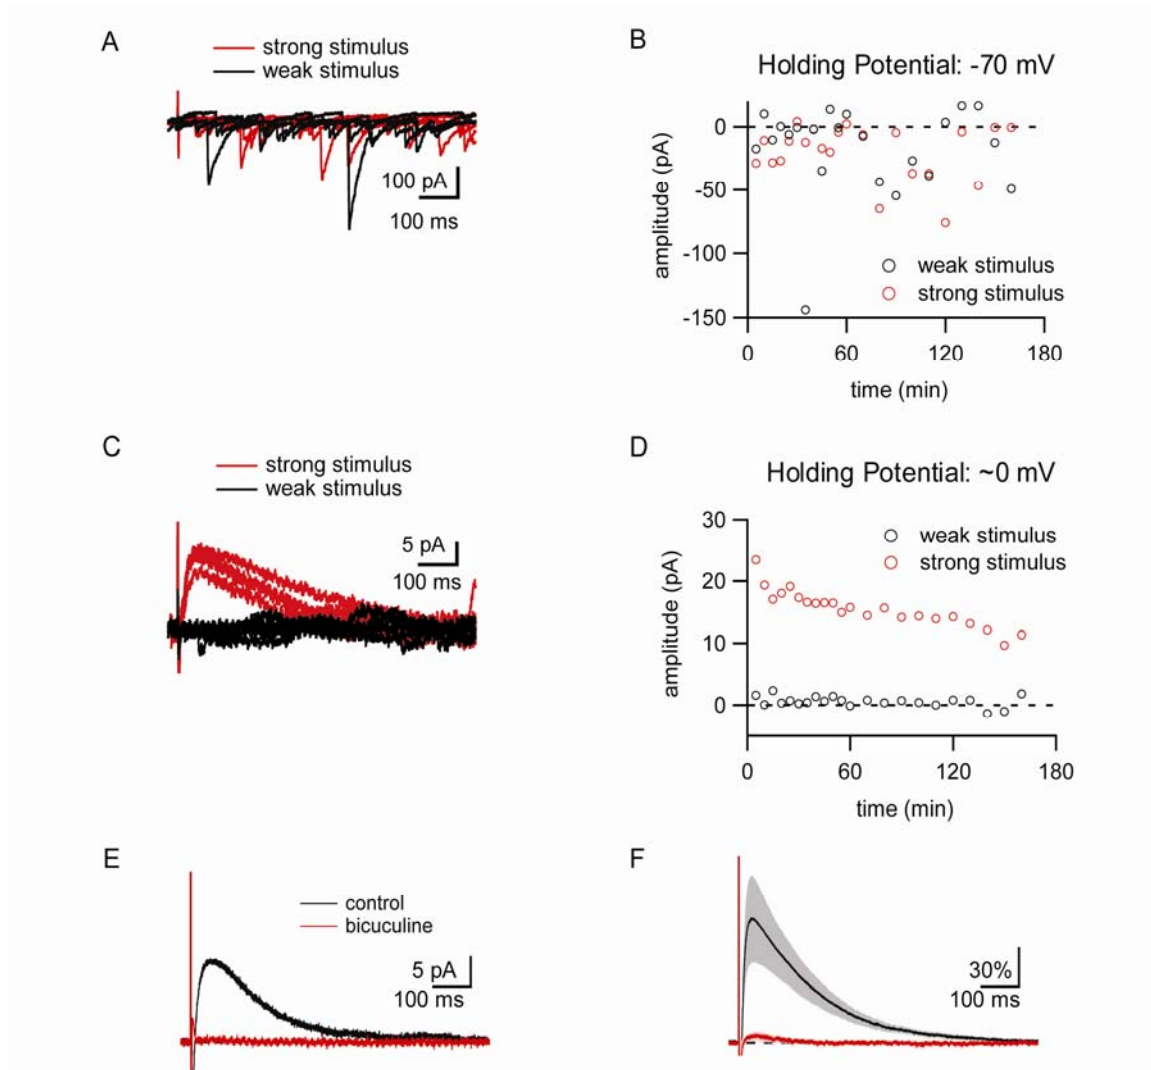 A
strong stimulus
weak stimulus
100 pA
100 ms
B
Holding Potential: -70 mV
amplitude (pA)
0
-50
-100
-150
weak stimulus
strong stimulus
0 60 120 180
time (min)
C
strong stimulus
weak stimulus
5 pA
100 ms
D
Holding Potential: ~0 mV
amplitude (pA)
30
20
10
0
weak stimulus
strong stimulus
0 60 120 180
time (min)
E
control
bicuculine
5 pA
100 ms
F
30%
100 ms